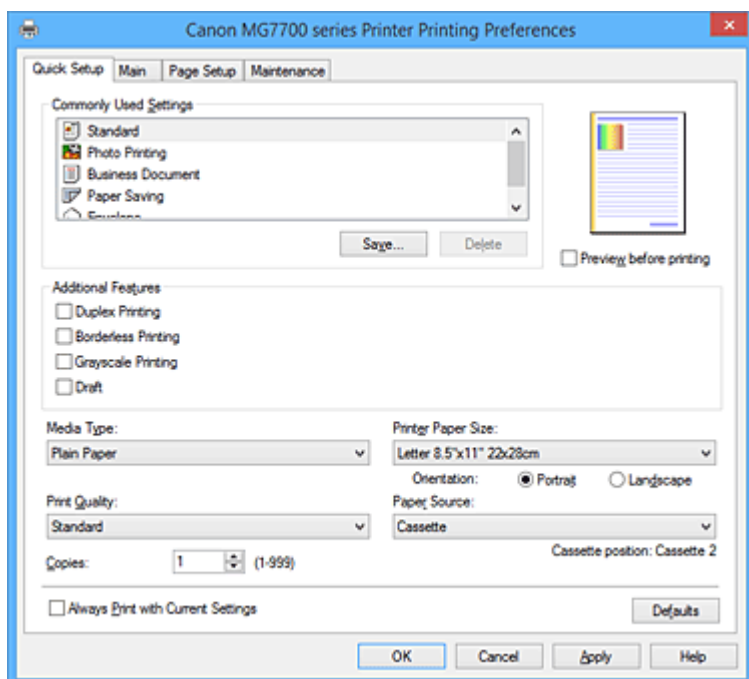 Canon MG7700 series Printer Printing Preferences
Quick Setup Main Page Setup Maintenance
Commonly Used Settings
Standard
Photo Printing
Business Document
Paper Saving
Envelope
Save... Delete
Preview before printing
Additional Features
Duplex Printing
Borderless Printing
Grayscale Printing
Draft
Media Type:
Plain Paper
Printer Paper Size:
Letter 8.5"x11" 22x28cm
Orientation: Portrait Landscape
Print Quality:
Standard
Paper Source:
Cassette
Cassette position: Cassette 2
Copies: 1 (1-999)
Always Print with Current Settings
Defaults
OK Cancel Apply Help